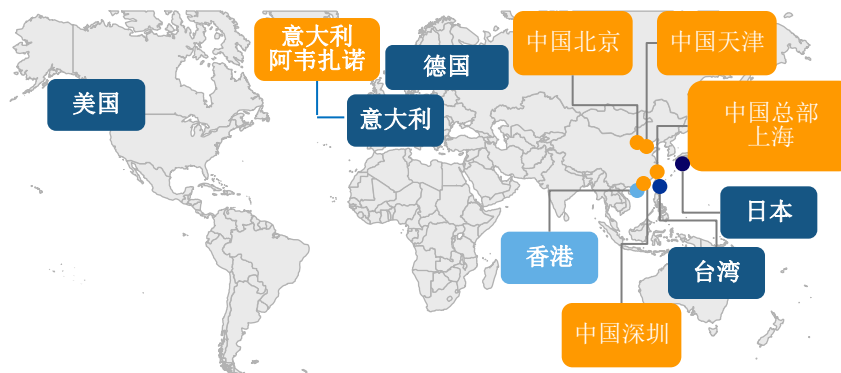 意大利
阿韦扎诺
中国北京
中国天津
德国
美国
意大利
中国总部
上海
日本
香港
台湾
中国深圳